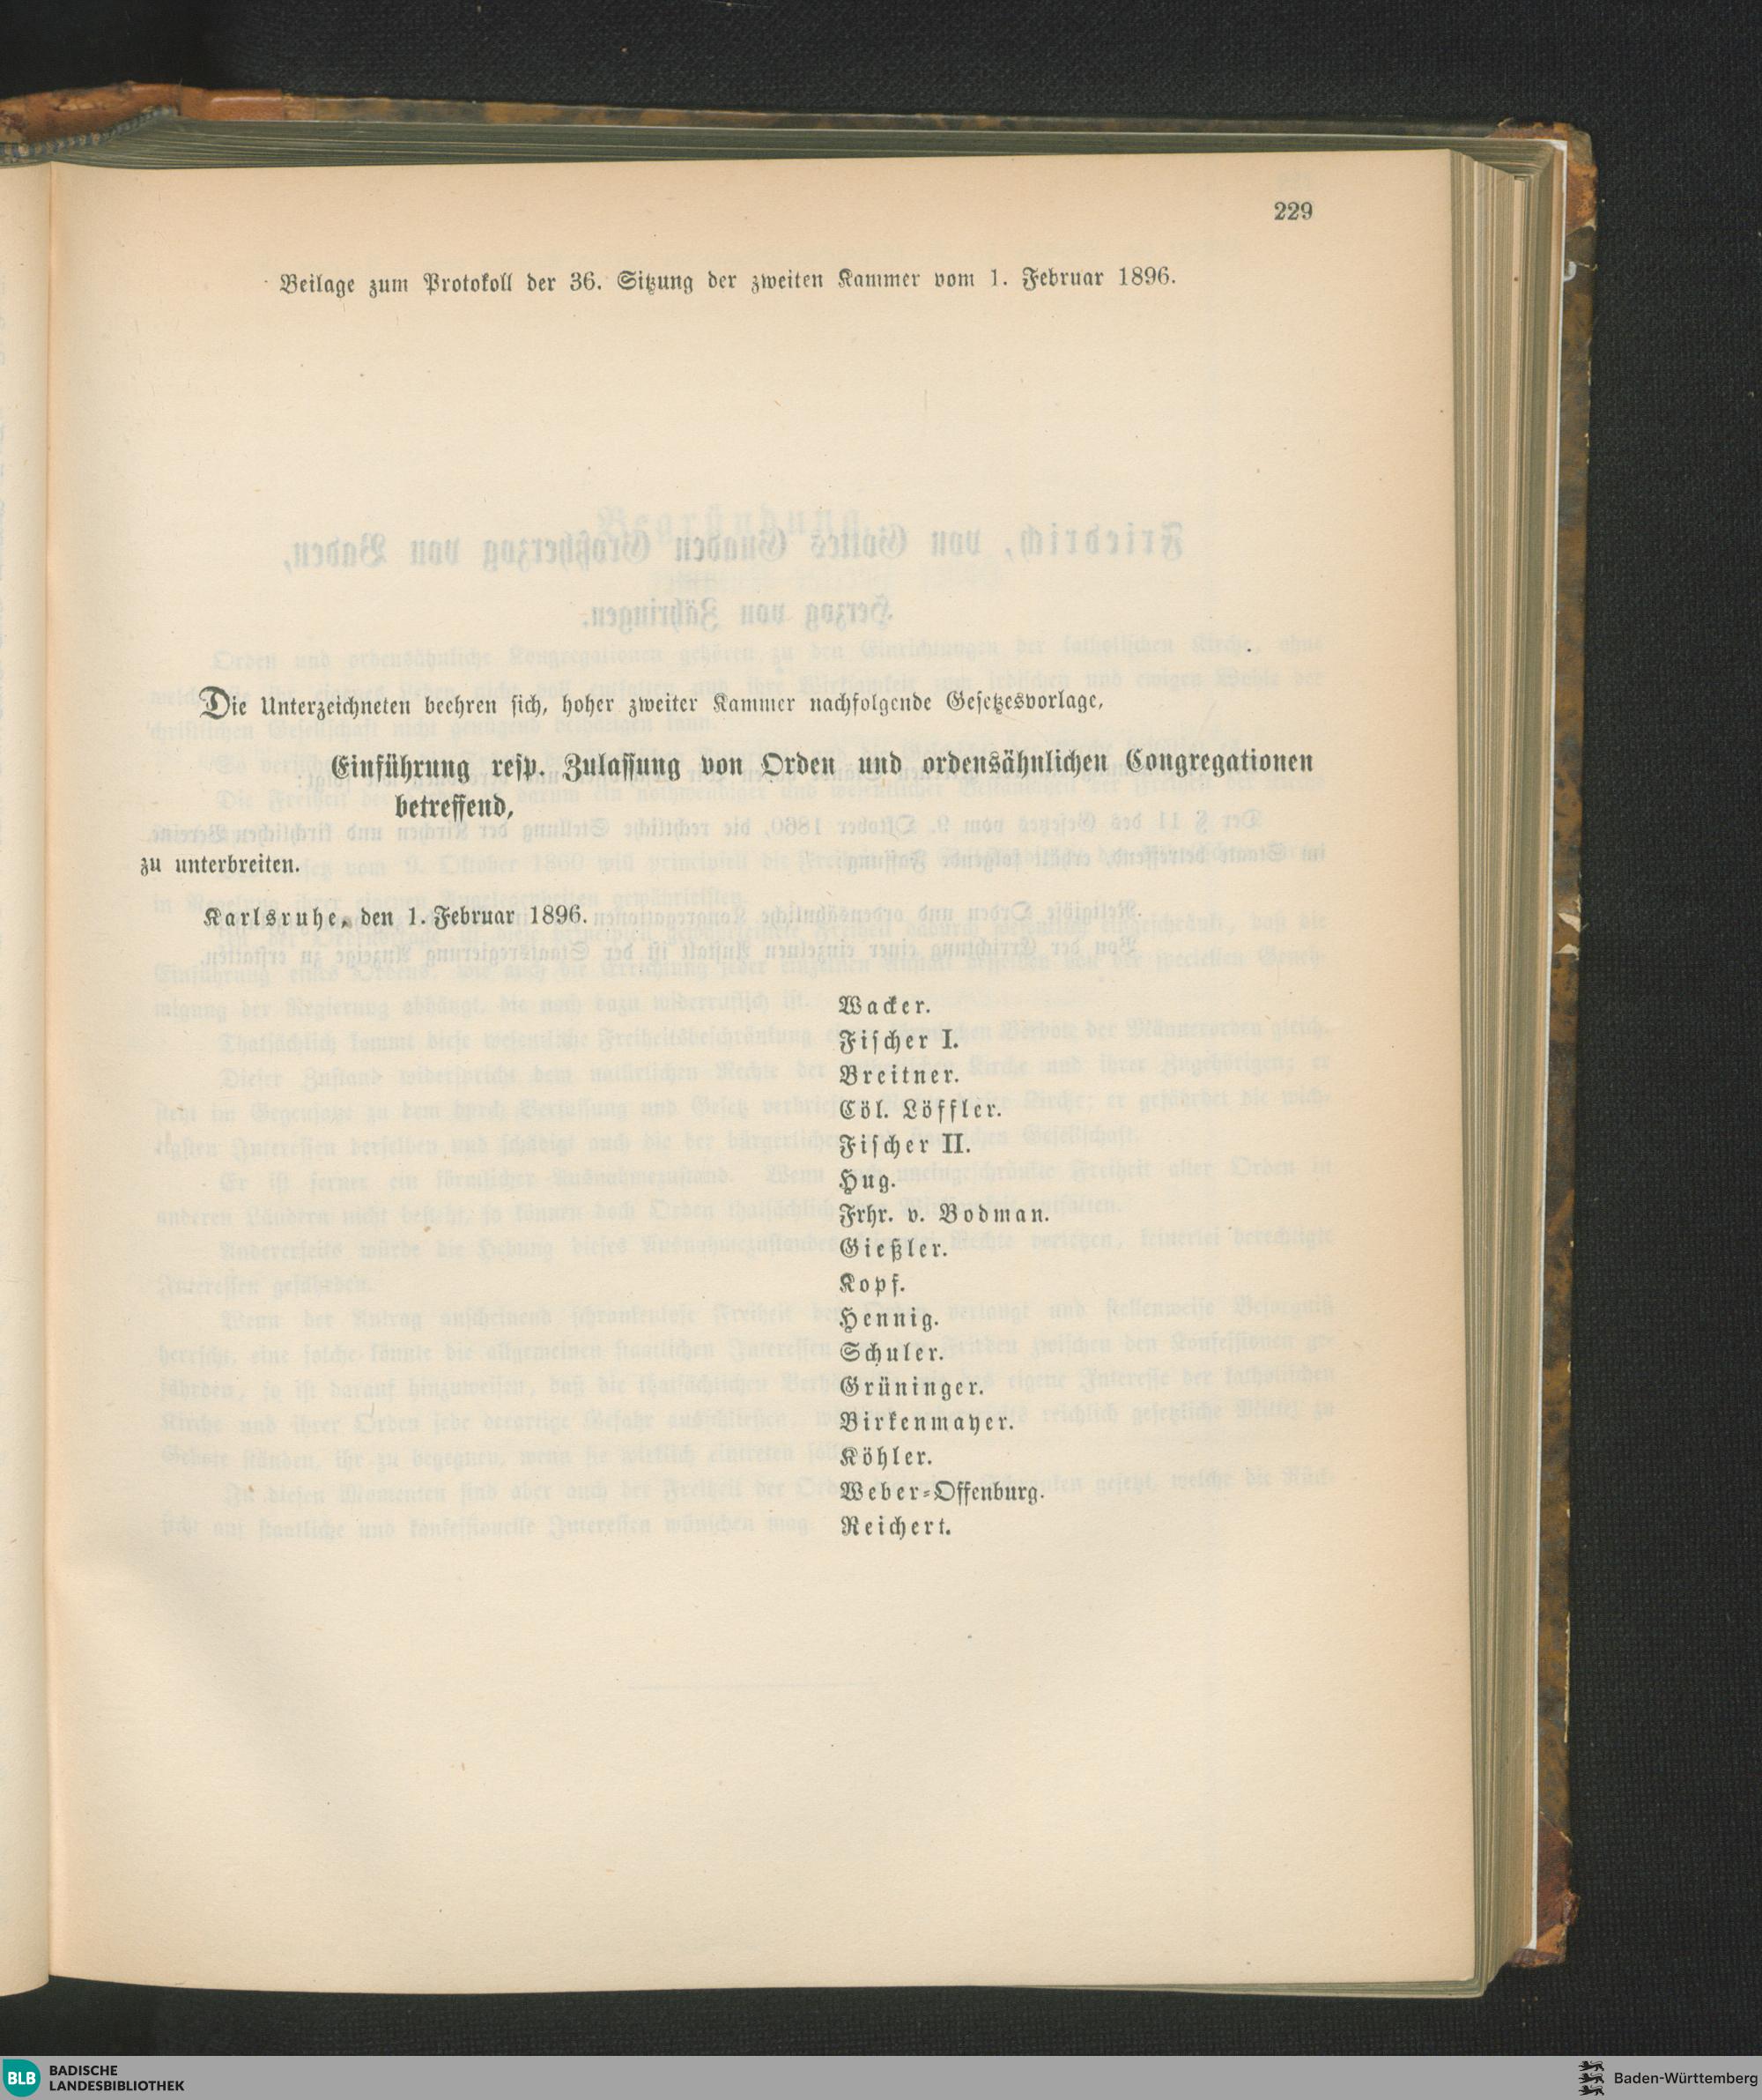 229
Beilage zum Protokoll der 36. Sitzung der zweiten Kammer vom 1. Februar 1896.
Die Unterzeichneten beehren sich, hoher zweiter Kammer nachfolgende Gesetzesvorlage,
Einführung resp. Zulassung von Orden und ordensähnlichen Congregationen
betreffend,
zu unterbreiten.
Karlsruhe, den 1. Februar 1896.
Wacker.
Fischer I.
Breitner.
Cöl. Löffler.
Fischer II.
Hug.
Frhr. v. Bodman.
Gießler.
Kopf.
Hennig.
Schuler.
Grüninger.
Birkenmayer.
Köhler.
Weber-Offenburg.
Reichert.
BLB BADISCHE
LANDESBIBLIOTHEK
Baden-Württemberg